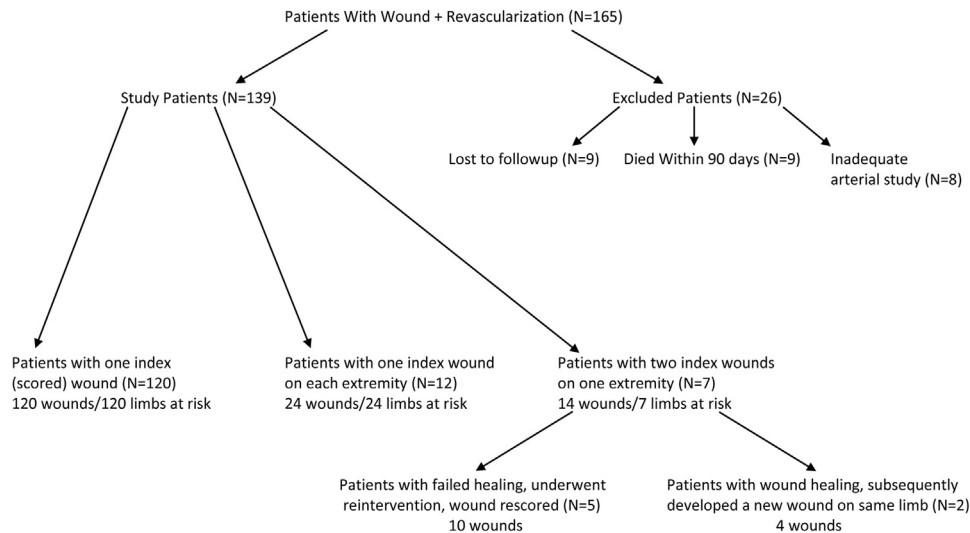 Patients With Wound + Revascularization (N=165)
Study Patients (N=139)
Excluded Patients (N=26)
Lost to followup (N=9)
Died Within 90 days (N=9)
Inadequate
arterial study (N=8)
Patients with one index
(scored) wound (N=120)
120 wounds/120 limbs at risk
Patients with one index wound
on each extremity (N=12)
24 wounds/24 limbs at risk
Patients with two index wounds
on one extremity (N=7)
14 wounds/7 limbs at risk
Patients with failed healing, underwent
reintervention, wound rescored (N=5)
10 wounds
Patients with wound healing, subsequently
developed a new wound on same limb (N=2)
4 wounds